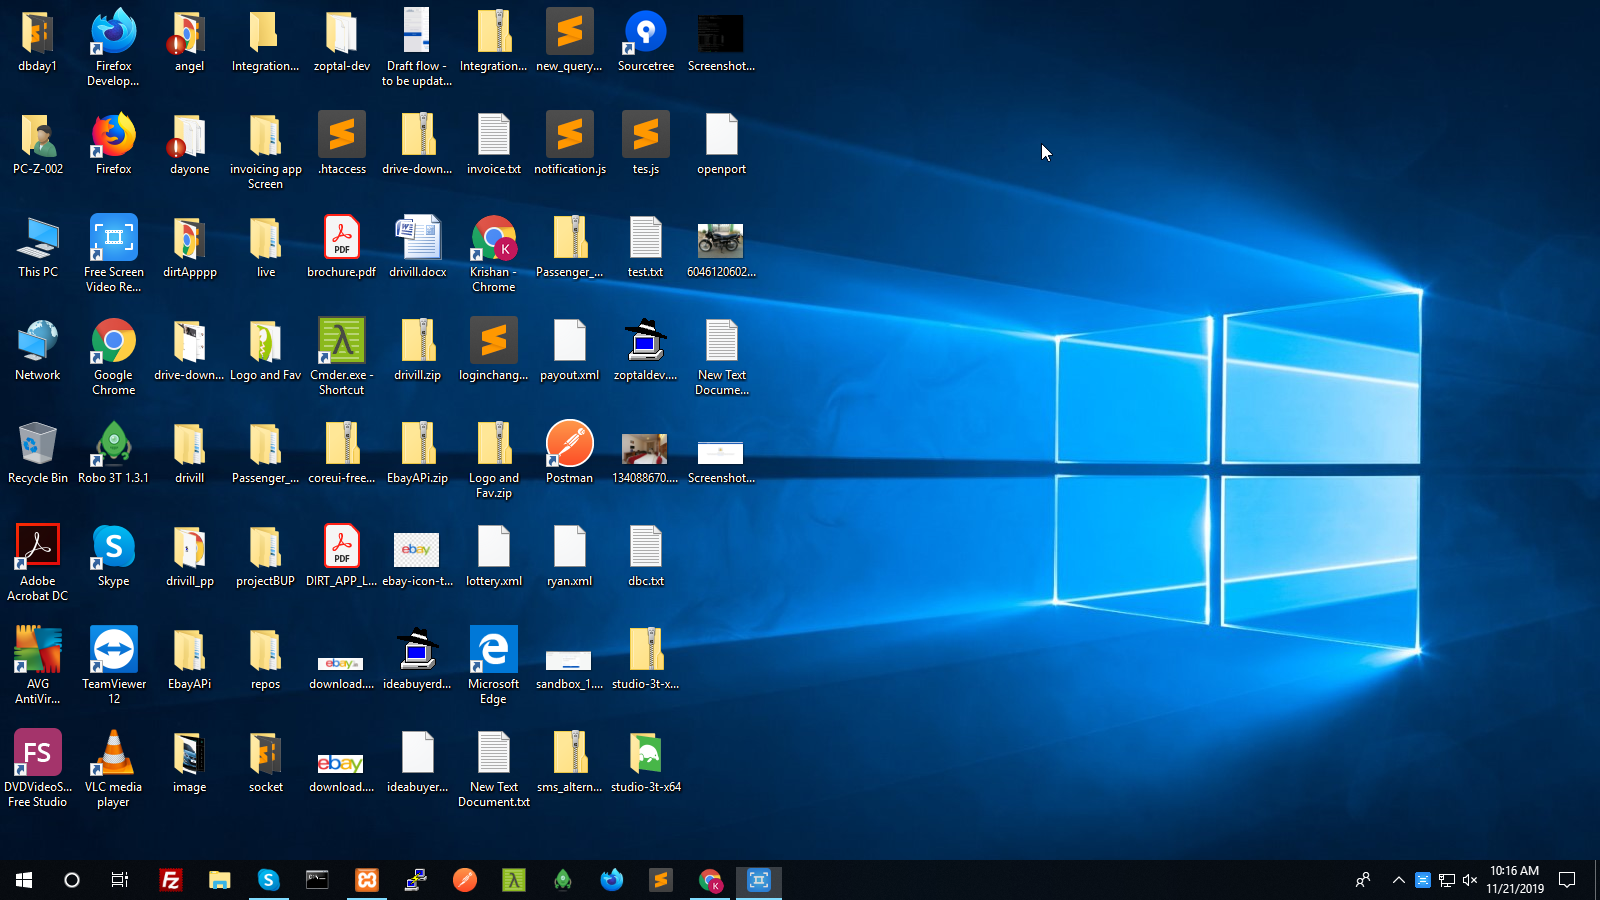 dbday1
Firefox
Develop...
angel
Integration...
zoptal-dev
Draft flow -
to be updat...
Integration...
new_query...
Sourcetree
Screenshot...
PC-Z-002
Firefox
dayone
invoicing app
Screen
.htaccess
drive-down...
invoice.txt
notification.js
tes.js
openport
This PC
Free Screen
Video Re...
dirtApppp
live
PDF
brochure.pdf
drivill.docx
K
Krishan -
Chrome
Passenger_...
test.txt
6046120602...
Network
Google
Chrome
drive-down...
Logo and Fav
Cmder.exe -
Shortcut
drivill.zip
loginchang...
payout.xml
zoptaldev....
New Text
Docume...
Recycle Bin
Robo 3T 1.3.1
drivill
Passenger_...
coreui-free...
EbayAPi.zip
Logo and
Fav.zip
Postman
134088670....
Screenshot...
Adobe
Acrobat DC
Skype
drivill_pp
projectBUP
PDF
DIRT_APP_L...
ebay
ebay-icon-t...
lottery.xml
ryan.xml
dbc.txt
AVG
AntiVir...
TeamViewer
12
EbayAPi
repos
ebay
download....
ideabuyerd...
Microsoft
Edge
sandbox_1....
studio-3t-x...
FS
DVDVideoS...
Free Studio
VLC media
player
image
socket
ebay
download....
ideabuyer...
New Text
Document.txt
sms_altern...
studio-3t-x64
Fz
S
K
10:16 AM
11/21/2019